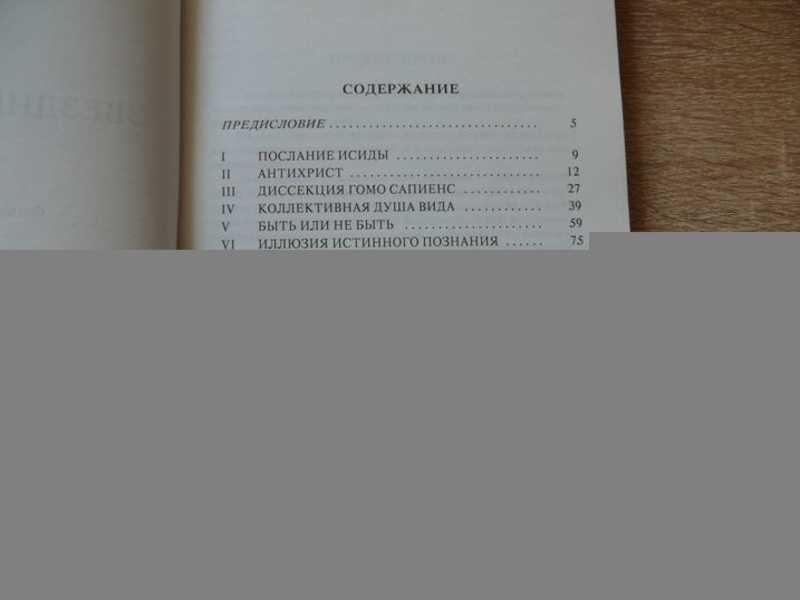 СОДЕРЖАНИЕ
ПРЕДИСЛОВИЕ .............................. 5
I ПОСЛАНИЕ ИСИДЫ ..................... 9
II АНТИХРИСТ ............................ 12
III ДИССЕКЦИЯ ГОМО САПИЕНС ............ 27
IV КОЛЛЕКТИВНАЯ ДУША ВИДА ........... 39
V БЫТЬ ИЛИ НЕ БЫТЬ .................... 59
VI ИЛЛЮЗИЯ ИСТИННОГО ПОЗНАНИЯ ...... 75